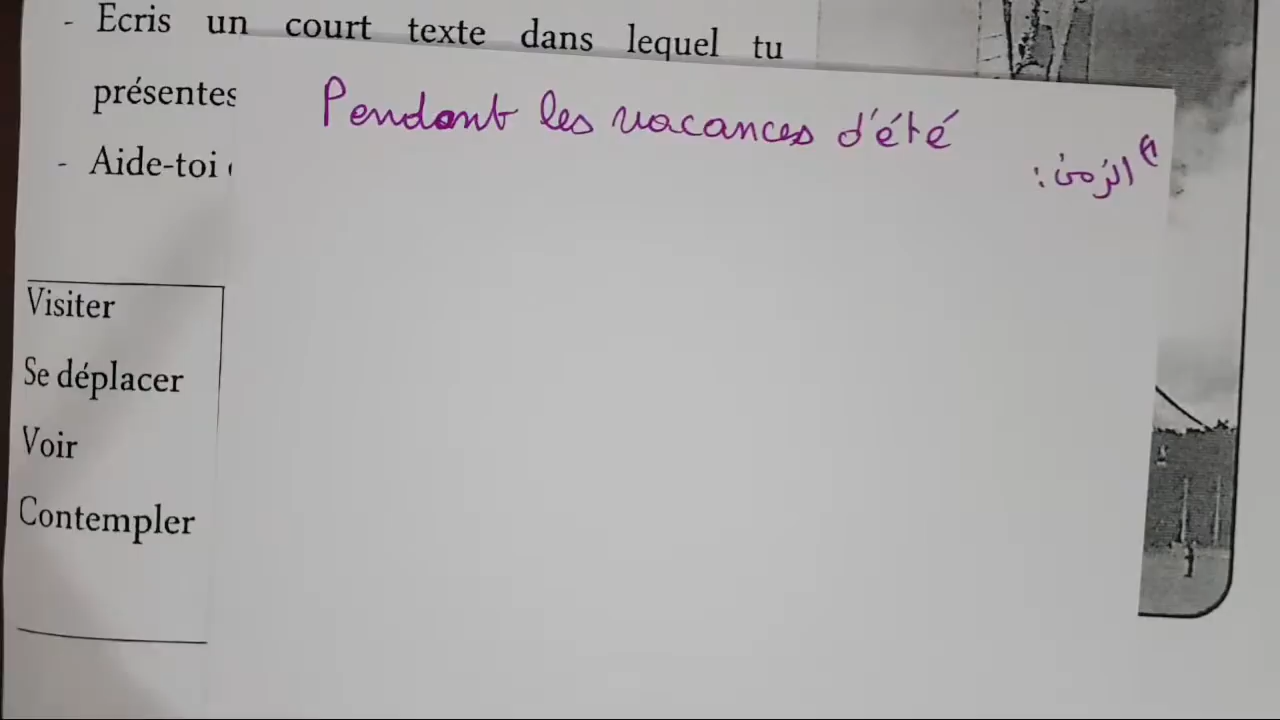 - Ecris un court texte dans lequel tu
présentes
- Aide-toi
Pendant les vacances d'été
الزمن :
Visiter
Se déplacer
Voir
Contempler